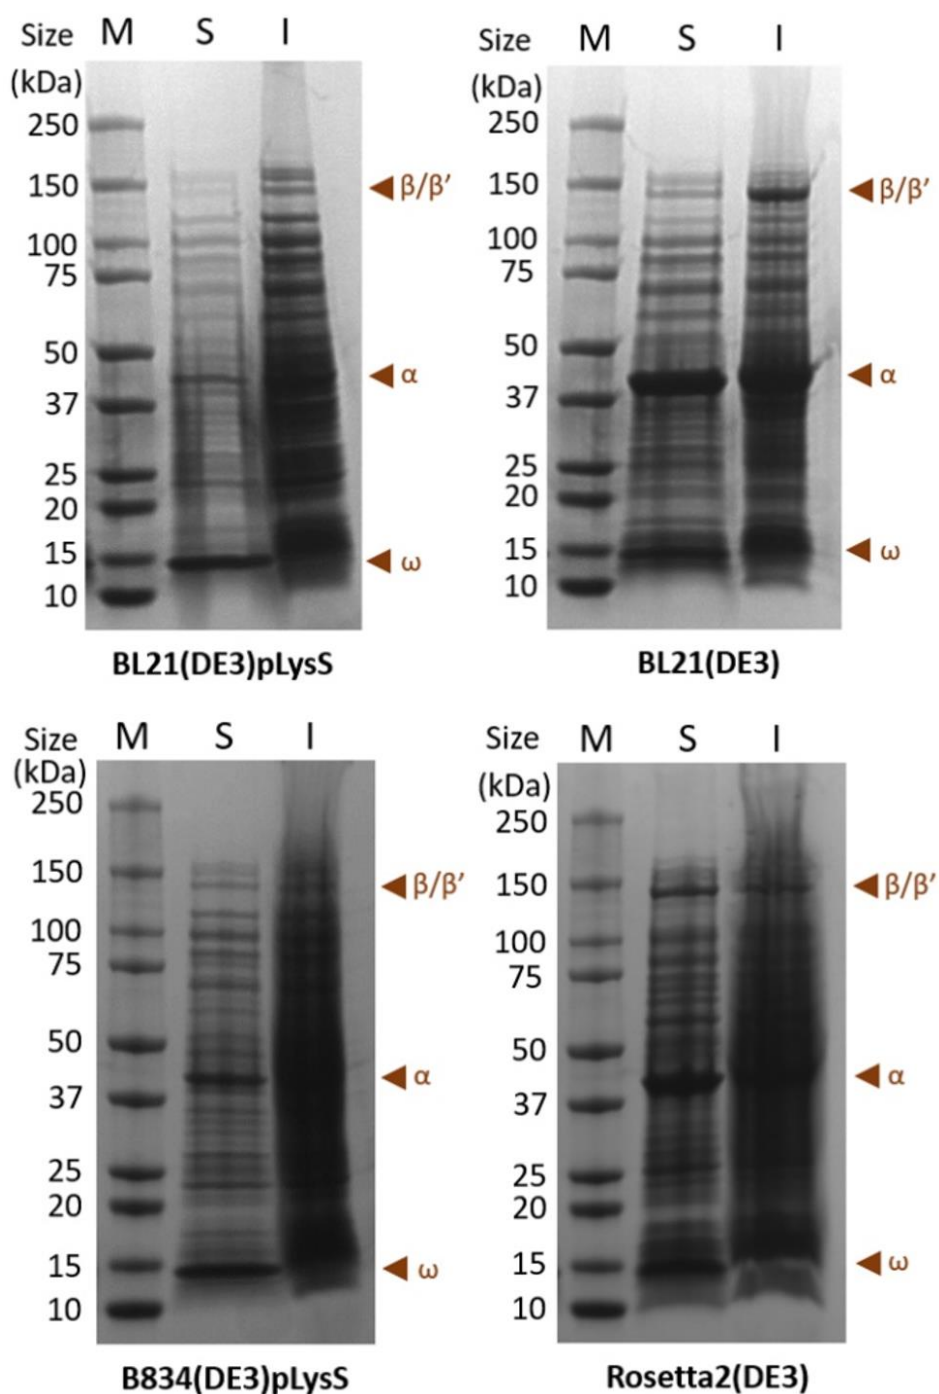 Size M S I
(kDa)
250
150
100
75
50
37
25
20
15
10
β/β’
α
ω
BL21(DE3)pLysS
Size M S I
(kDa)
250
150
100
75
50
37
25
20
15
10
β/β’
α
ω
BL21(DE3)
Size M S I
(kDa)
250
150
100
75
50
37
25
20
15
10
β/β’
α
ω
B834(DE3)pLysS
Size M S I
(kDa)
250
150
100
75
50
37
25
20
15
10
β/β’
α
ω
Rosetta2(DE3)